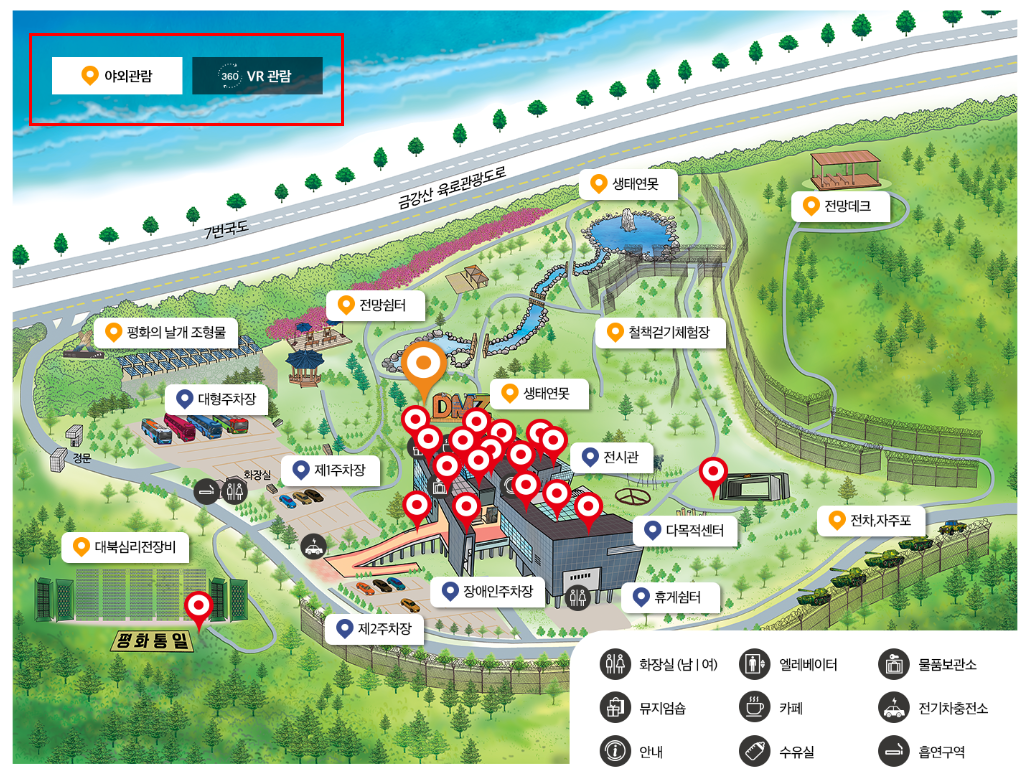 야외관람
360° VR 관람
생태연못
전망데크
금강산 육로관광도로
7번국도
전망쉼터
평화의 날개 조형물
철책걷기체험장
생태연못
DMZ
대형주차장
정문
화장실
제1주차장
전시관
전차,자주포
다목적센터
대북심리전장비
장애인주차장
휴게쉼터
제2주차장
평화통일
화장실 (남 | 여)
엘레베이터
물품보관소
뮤지엄숍
카페
전기차충전소
안내
수유실
흡연구역